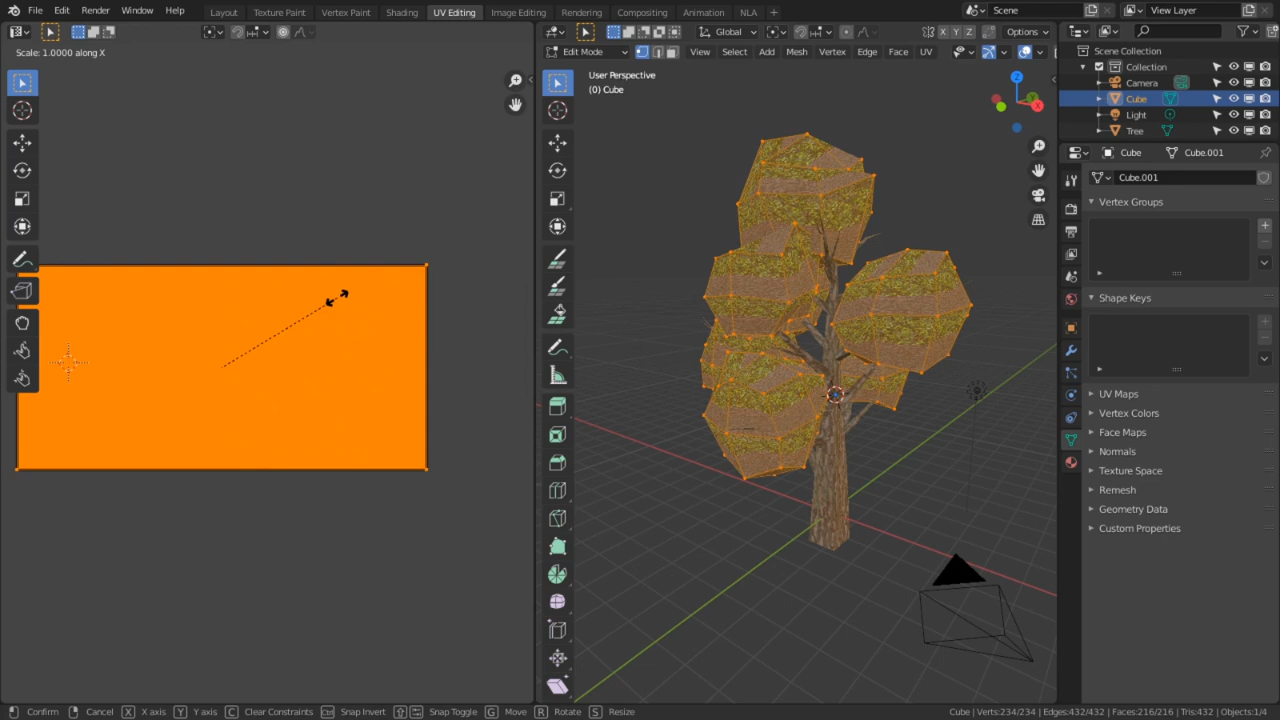 File Edit Render Window Help Layout Texture Paint Vertex Paint Shading UV Editing Image Editing Rendering Compositing Animation NLA + Scene View Layer
Global Options
Scale: 1.0000 along X
Edit Mode View Select Add Mesh Vertex Edge Face UV
X Y Z
User Perspective
(0) Cube
Z
Y
X
Scene Collection
Collection
Camera
Cube
Light
Tree
Cube Cube.001
Cube.001
Vertex Groups
Shape Keys
UV Maps
Vertex Colors
Face Maps
Normals
Texture Space
Remesh
Geometry Data
Custom Properties
Confirm Cancel X X axis Y Y axis C Clear Constraints Ctrl Snap Invert Snap Toggle G Move R Rotate S Resize Cube | Verts:234/234 | Edges:432/432 | Faces:216/216 | Tris:432 | Objects:1/4